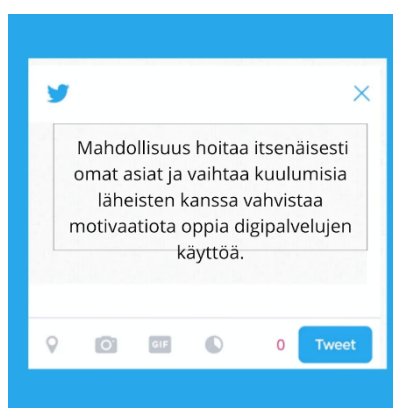 Mahdollisuus hoitaa itsenäisesti
omat asiat ja vaihtaa kuulumisia
läheisten kanssa vahvistaa
motivaatiota oppia digipalvelujen
käyttöä.
GIF 0 Tweet